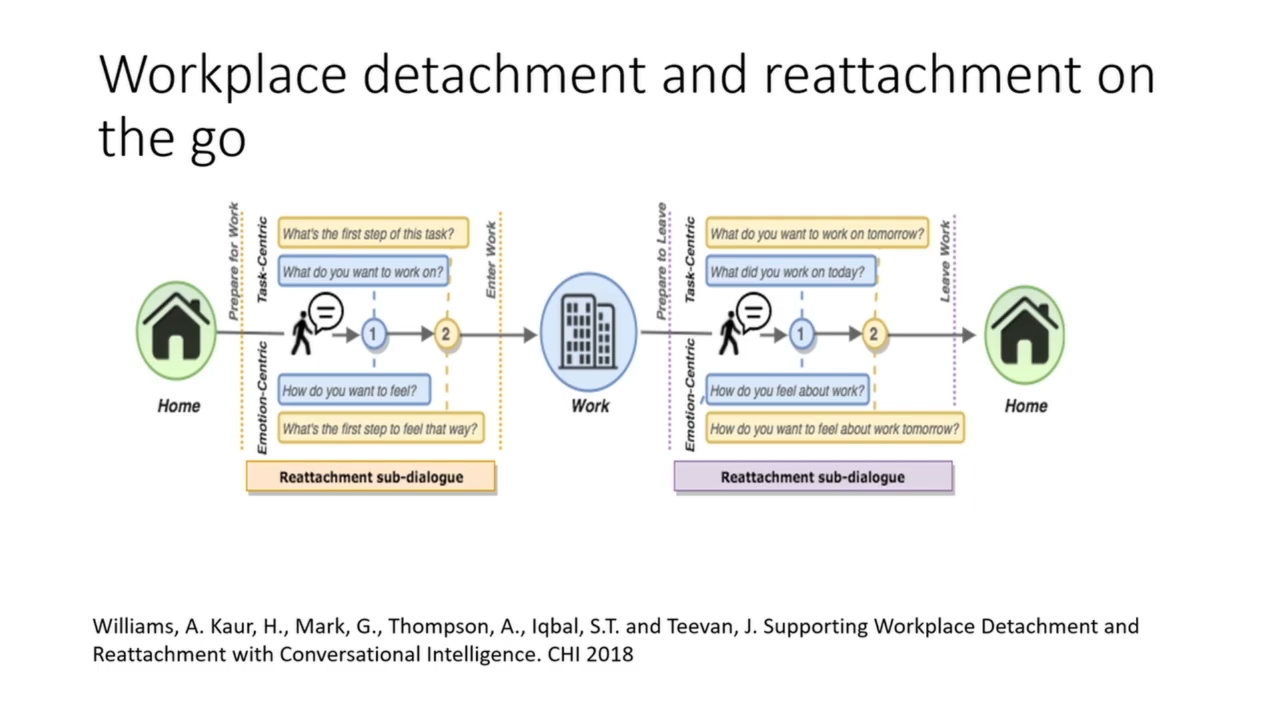 Workplace detachment and reattachment on
the go
Prepare for Work
Task-Centric
What's the first step of this task?
What do you want to work on?
Enter Work
1
2
Emotion-Centric
How do you want to feel?
What's the first step to feel that way?
Home
Reattachment sub-dialogue
Work
Prepare to Leave
Task-Centric
What do you want to work on tomorrow?
What did you work on today?
Leave Work
1
2
Emotion-Centric
How do you feel about work?
How do you want to feel about work tomorrow?
Home
Reattachment sub-dialogue
Williams, A. Kaur, H., Mark, G., Thompson, A., Iqbal, S.T. and Teevan, J. Supporting Workplace Detachment and
Reattachment with Conversational Intelligence. CHI 2018